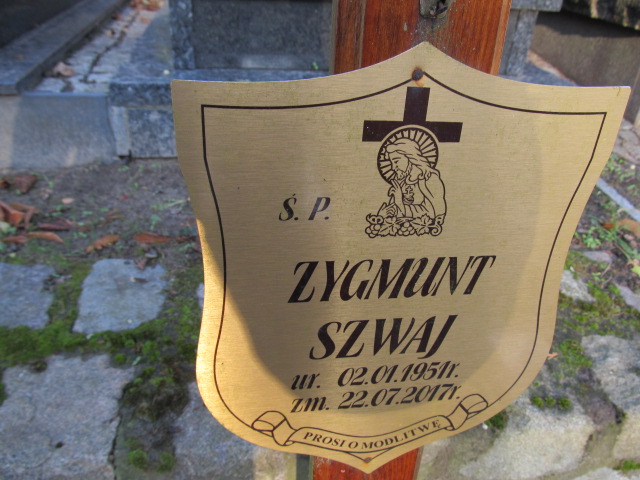 Ś. P.
ZYGMUNT
SZWAJ
ur. 02.01.1951r.
zm. 22.07.2017r.
PROSI O MODLITWĘ